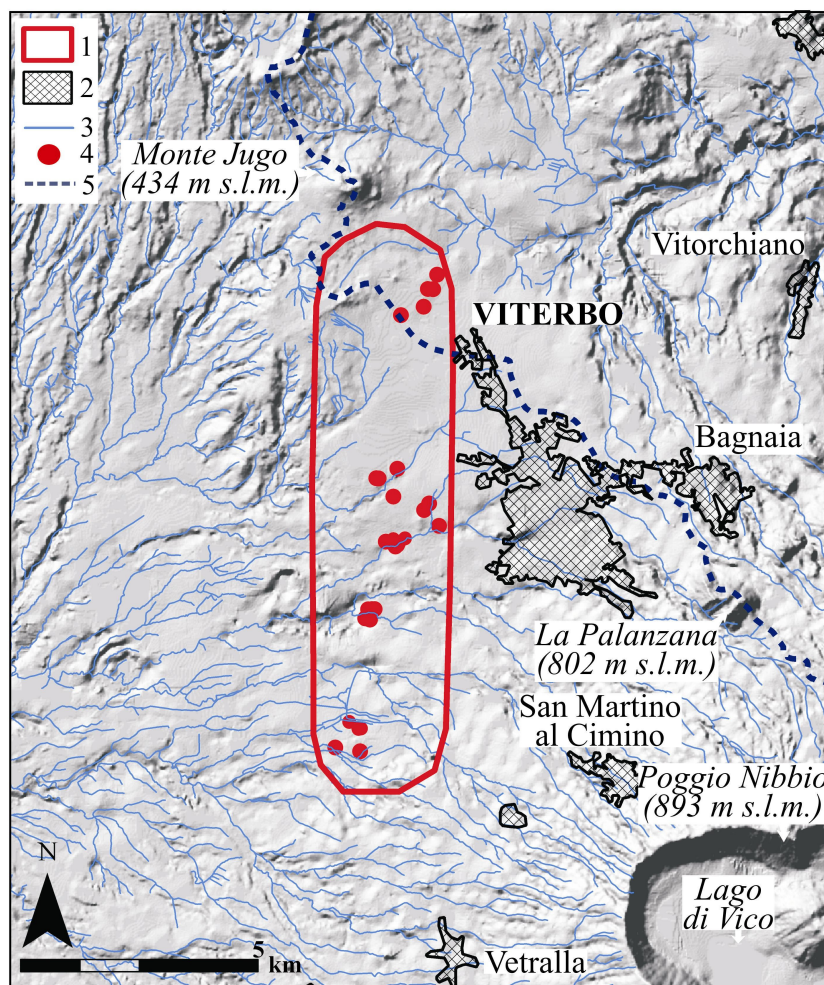 1
2
3
4
5
Monte Jugo
(434 m s.l.m.)
Vitorchiano
VITERBO
Bagnaia
La Palanzana
(802 m s.l.m.)
San Martino
al Cimino
Poggio Nibbio
(893 m s.l.m.)
Lago
di Vico
N
5
km
Vetralla